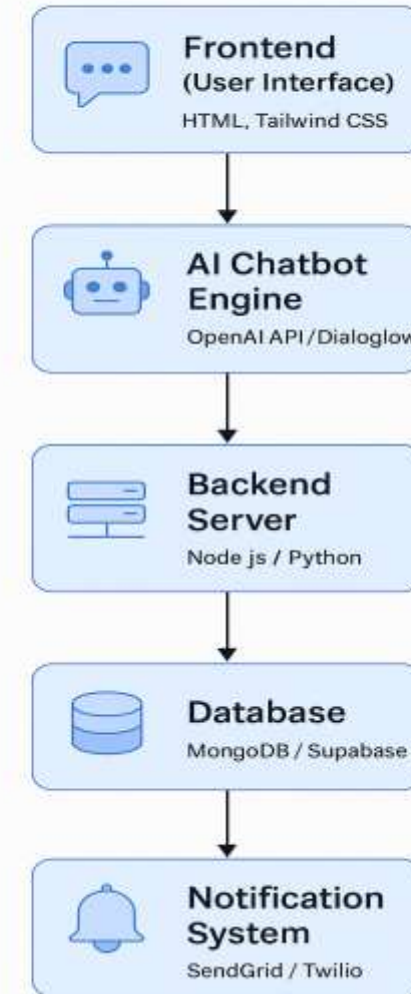 Frontend
(User Interface)
HTML, Tailwind CSS
AI Chatbot
Engine
OpenAI API/Dialoglow
Backend
Server
Node js / Python
Database
MongoDB / Supabase
Notification
System
SendGrid / Twilio